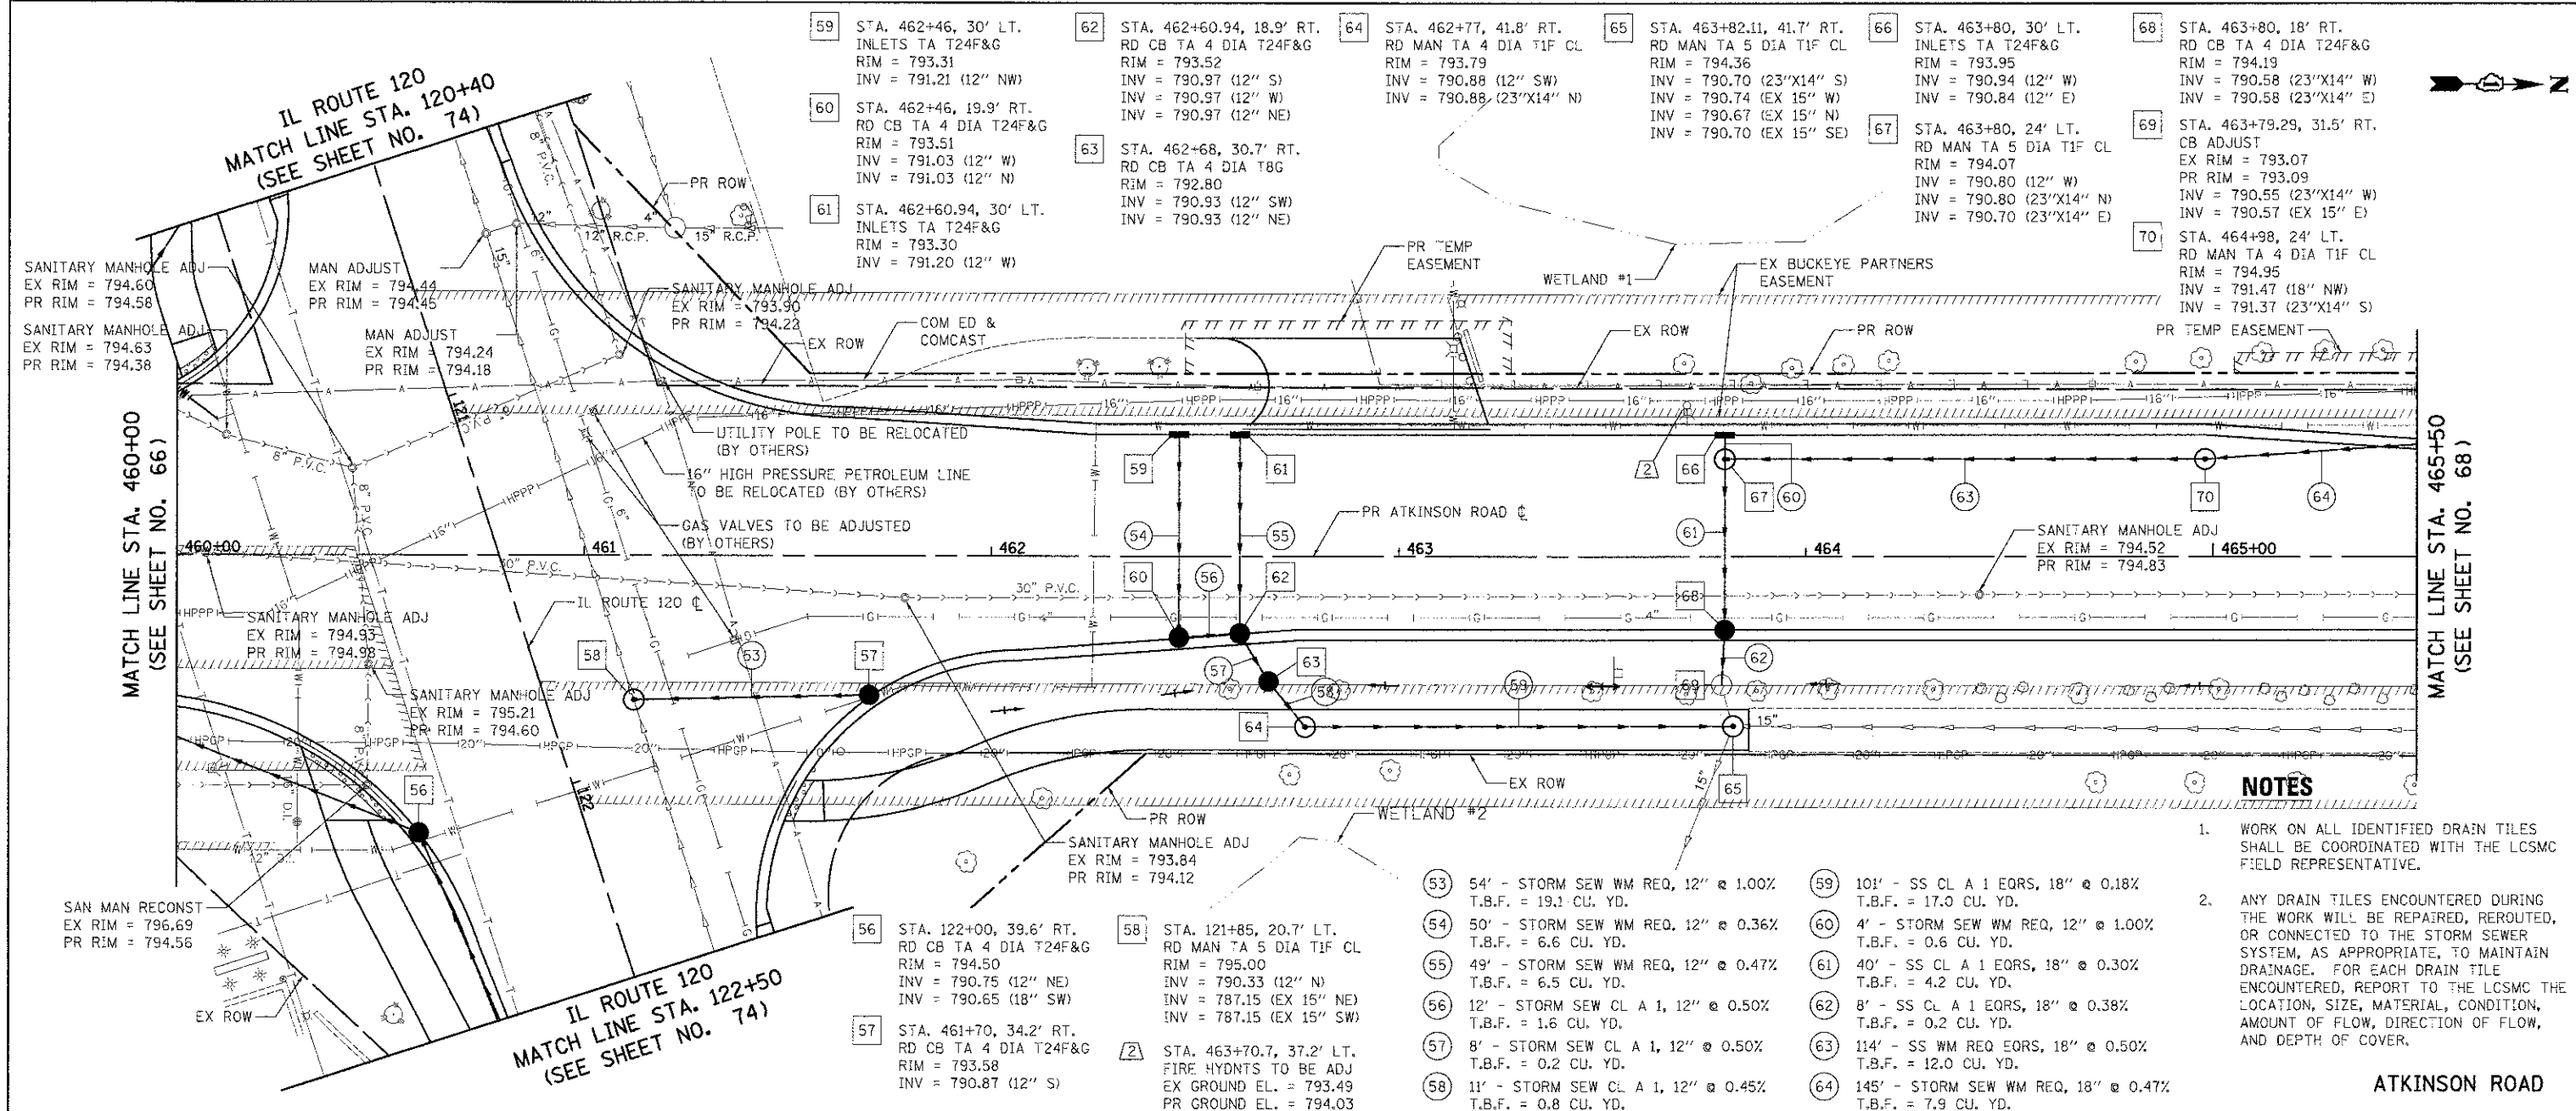 59 STA. 462+46, 30' LT.
INLETS TA T24F&G
RIM = 793.31
INV = 791.21 (12" NW)
60 STA. 462+46, 19.9' RT.
RD CB TA 4 DIA T24F&G
RIM = 793.51
INV = 791.03 (12" W)
INV = 791.03 (12" N)
61 STA. 462+60.94, 30' LT.
INLETS TA T24F&G
RIM = 793.30
INV = 791.20 (12" W)
62 STA. 462+60.94, 18.9' RT.
RD CB TA 4 DIA T24F&G
RIM = 793.52
INV = 790.97 (12" S)
INV = 790.97 (12" W)
INV = 790.97 (12" NE)
63 STA. 462+68, 30.7' RT.
RD CB TA 4 DIA T8G
RIM = 792.80
INV = 790.93 (12" SW)
INV = 790.93 (12" NE)
64 STA. 462+77, 41.8' RT.
RD MAN TA 4 DIA T1F CL
RIM = 793.79
INV = 790.88 (12" SW)
INV = 790.88 (23"X14" N)
65 STA. 463+82.11, 41.7' RT.
RD MAN TA 5 DIA T1F CL
RIM = 794.36
INV = 790.70 (23"X14" S)
INV = 790.74 (EX 15" W)
INV = 790.67 (EX 15" N)
INV = 790.70 (EX 15" SE)
66 STA. 463+80, 30' LT.
INLETS TA T24F&G
RIM = 793.95
INV = 790.94 (12" W)
INV = 790.84 (12" E)
67 STA. 463+80, 24' LT.
RD MAN TA 5 DIA T1F CL
RIM = 794.07
INV = 790.80 (12" W)
INV = 790.80 (23"X14" N)
INV = 790.70 (23"X14" E)
68 STA. 463+80, 18' RT.
RD CB TA 4 DIA T24F&G
RIM = 794.19
INV = 790.58 (23"X14" W)
INV = 790.58 (23"X14" E)
69 STA. 463+79.29, 31.5' RT.
CB ADJUST
EX RIM = 793.07
PR RIM = 793.09
INV = 790.55 (23"X14" W)
INV = 790.57 (EX 15" E)
70 STA. 464+98, 24' LT.
RD MAN TA 4 DIA T1F CL
RIM = 794.95
INV = 791.47 (18" NW)
INV = 791.37 (23"X14" S)
Z
IL ROUTE 120
MATCH LINE STA. 120+40
(SEE SHEET NO. 74)
PR ROW
8" P.V.C.
12"
4"
12" R.C.P.
15" R.C.P.
15"
6"
SANITARY MANHOLE ADJ
EX RIM = 794.60
PR RIM = 794.58
SANITARY MANHOLE ADJ
EX RIM = 794.63
PR RIM = 794.38
MAN ADJUST
EX RIM = 794.44
PR RIM = 794.45
MAN ADJUST
EX RIM = 794.24
PR RIM = 794.18
SANITARY MANHOLE ADJ
EX RIM = 793.90
PR RIM = 794.22
COM ED &
COMCAST
EX ROW
PR TEMP
EASEMENT
WETLAND #1
EX BUCKEYE PARTNERS
EASEMENT
EX ROW
PR ROW
PR TEMP EASEMENT
MATCH LINE STA. 460+00
(SEE SHEET NO. 66)
MATCH LINE STA. 465+50
(SEE SHEET NO. 68)
121
8" P.V.C.
8" P.V.C.
UTILITY POLE TO BE RELOCATED
(BY OTHERS)
16" HIGH PRESSURE PETROLEUM LINE
TO BE RELOCATED (BY OTHERS)
GAS VALVES TO BE ADJUSTED
(BY OTHERS)
59 61 2 66 67 60 63 70 64
54 55 61
PR ATKINSON ROAD ℄
SANITARY MANHOLE ADJ
EX RIM = 794.52
PR RIM = 794.83
460+00 461 462 463 464 465+00
30" P.V.C.
30" P.V.C.
60 56 62 68
IL ROUTE 120 ℄
SANITARY MANHOLE ADJ
EX RIM = 794.93
PR RIM = 794.98
SANITARY MANHOLE ADJ
EX RIM = 795.21
PR RIM = 794.60
58 53 57 57 63 58 59 69 62
64 15" 65
15"
56
122
EX ROW
PR ROW
WETLAND #2
SANITARY MANHOLE ADJ
EX RIM = 793.84
PR RIM = 794.12
SAN MAN RECONST
EX RIM = 796.69
PR RIM = 794.56
EX ROW
IL ROUTE 120
MATCH LINE STA. 122+50
(SEE SHEET NO. 74)
56 STA. 122+00, 39.6' RT.
RD CB TA 4 DIA T24F&G
RIM = 794.50
INV = 790.75 (12" NE)
INV = 790.65 (18" SW)
57 STA. 461+70, 34.2' RT.
RD CB TA 4 DIA T24F&G
RIM = 793.58
INV = 790.87 (12" S)
58 STA. 121+85, 20.7' LT.
RD MAN TA 5 DIA T1F CL
RIM = 795.00
INV = 790.33 (12" N)
INV = 787.15 (EX 15" NE)
INV = 787.15 (EX 15" SW)
2 STA. 463+70.7, 37.2' LT.
FIRE HYDNTS TO BE ADJ
EX GROUND EL. = 793.49
PR GROUND EL. = 794.03
53 54' - STORM SEW WM REQ, 12" @ 1.00%
T.B.F. = 19.1 CU. YD.
54 50' - STORM SEW WM REQ, 12" @ 0.36%
T.B.F. = 6.6 CU. YD.
55 49' - STORM SEW WM REQ, 12" @ 0.47%
T.B.F. = 6.5 CU. YD.
56 12' - STORM SEW CL A 1, 12" @ 0.50%
T.B.F. = 1.6 CU. YD.
57 8' - STORM SEW CL A 1, 12" @ 0.50%
T.B.F. = 0.2 CU. YD.
58 11' - STORM SEW CL A 1, 12" @ 0.45%
T.B.F. = 0.8 CU. YD.
59 101' - SS CL A 1 EQRS, 18" @ 0.18%
T.B.F. = 17.0 CU. YD.
60 4' - STORM SEW WM REQ, 12" @ 1.00%
T.B.F. = 0.6 CU. YD.
61 40' - SS CL A 1 EQRS, 18" @ 0.30%
T.B.F. = 4.2 CU. YD.
62 8' - SS CL A 1 EQRS, 18" @ 0.38%
T.B.F. = 0.2 CU. YD.
63 114' - SS WM REQ EQRS, 18" @ 0.50%
T.B.F. = 12.0 CU. YD.
64 145' - STORM SEW WM REQ, 18" @ 0.47%
T.B.F. = 7.9 CU. YD.
NOTES
1. WORK ON ALL IDENTIFIED DRAIN TILES
SHALL BE COORDINATED WITH THE LCSMC
FIELD REPRESENTATIVE.
2. ANY DRAIN TILES ENCOUNTERED DURING
THE WORK WILL BE REPAIRED, REROUTED,
OR CONNECTED TO THE STORM SEWER
SYSTEM, AS APPROPRIATE, TO MAINTAIN
DRAINAGE. FOR EACH DRAIN TILE
ENCOUNTERED, REPORT TO THE LCSMC THE
LOCATION, SIZE, MATERIAL, CONDITION,
AMOUNT OF FLOW, DIRECTION OF FLOW,
AND DEPTH OF COVER.
ATKINSON ROAD